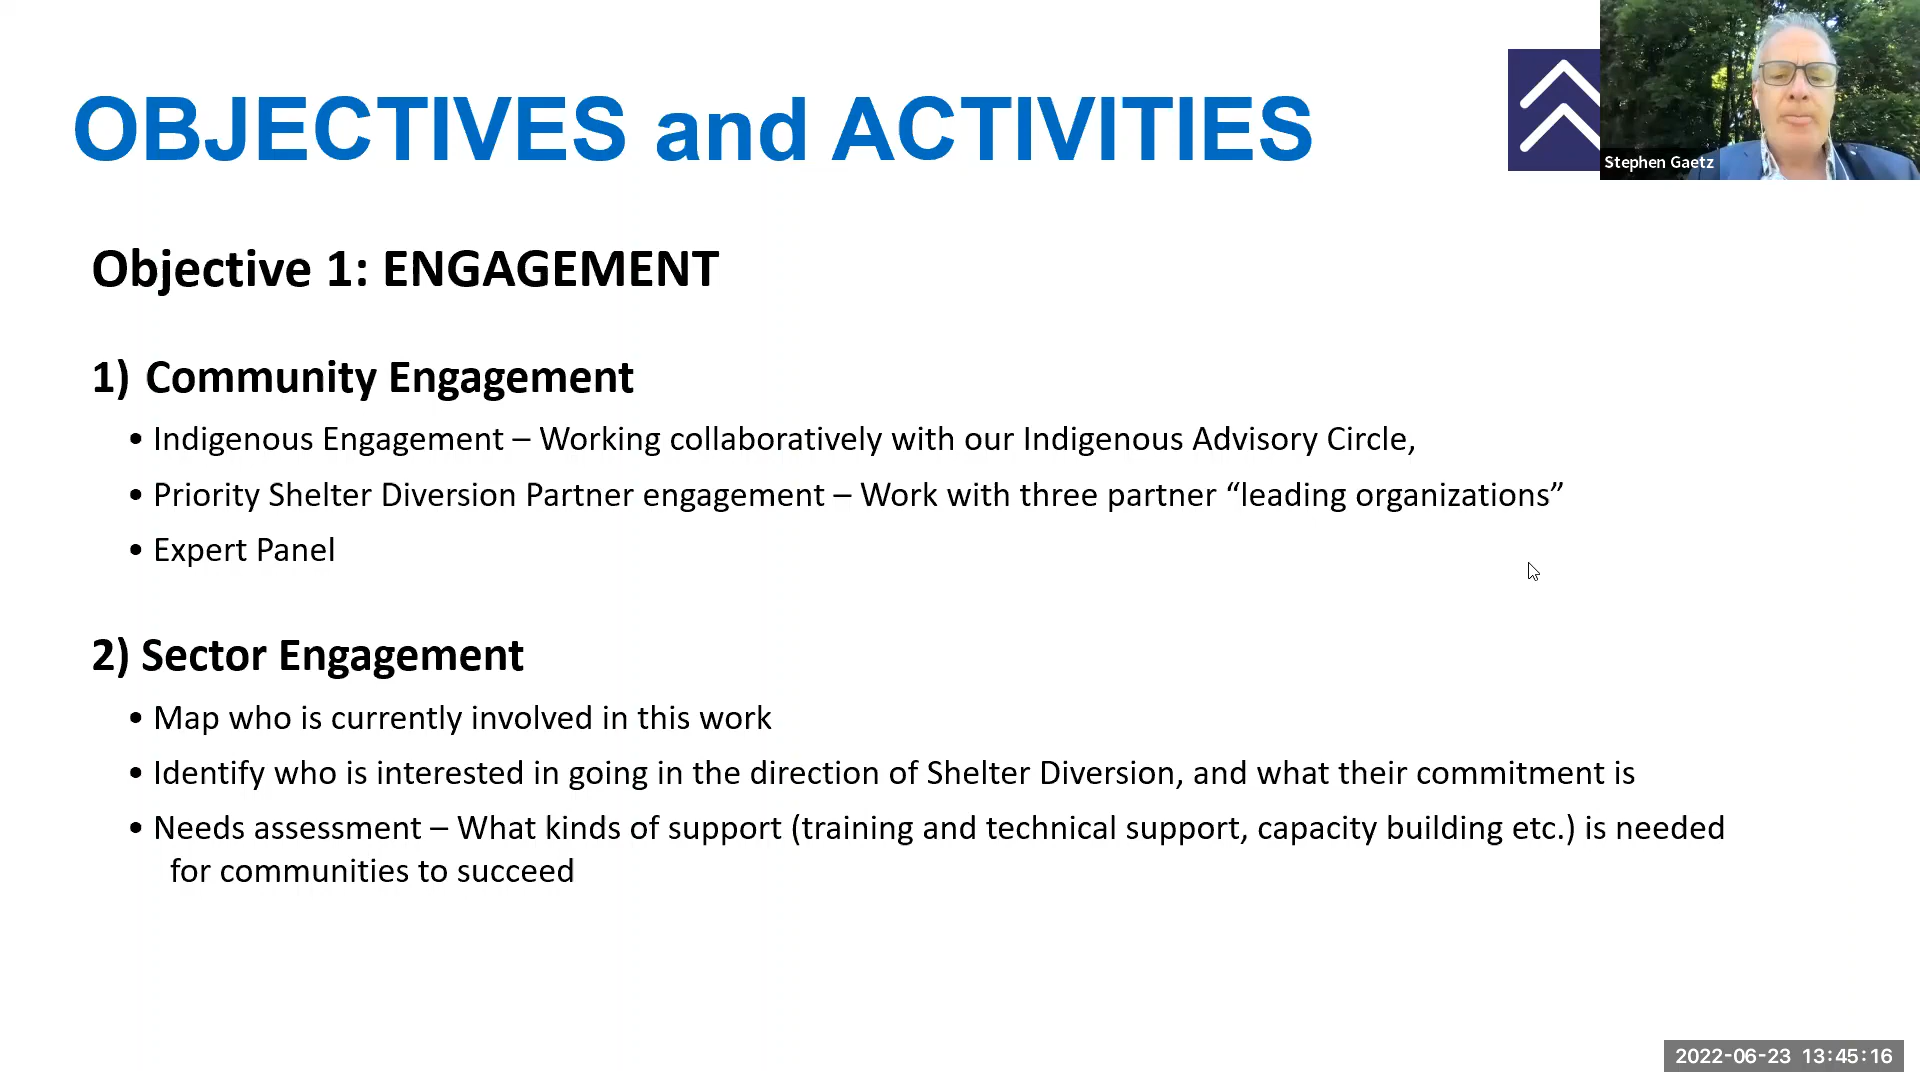 OBJECTIVES and ACTIVITIES
Stephen Gaetz
Objective 1: ENGAGEMENT
1) Community Engagement
• Indigenous Engagement – Working collaboratively with our Indigenous Advisory Circle,
• Priority Shelter Diversion Partner engagement – Work with three partner “leading organizations”
• Expert Panel
2) Sector Engagement
• Map who is currently involved in this work
• Identify who is interested in going in the direction of Shelter Diversion, and what their commitment is
• Needs assessment – What kinds of support (training and technical support, capacity building etc.) is needed
for communities to succeed
2022-06-23 13:45:16